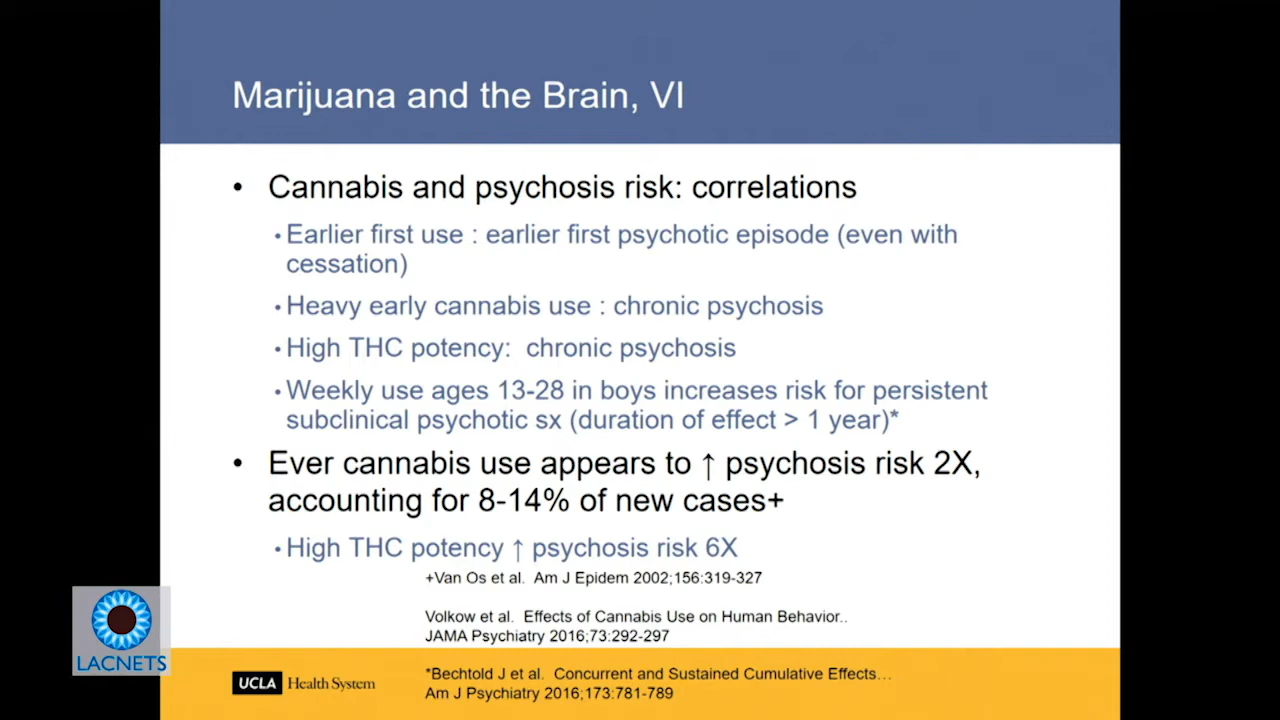 Marijuana and the Brain, VI
• Cannabis and psychosis risk: correlations
• Earlier first use : earlier first psychotic episode (even with
cessation)
• Heavy early cannabis use : chronic psychosis
• High THC potency:  chronic psychosis
• Weekly use ages 13-28 in boys increases risk for persistent
subclinical psychotic sx (duration of effect > 1 year)*
• Ever cannabis use appears to ↑ psychosis risk 2X,
accounting for 8-14% of new cases+
• High THC potency ↑ psychosis risk 6X
+Van Os et al.  Am J Epidem 2002;156:319-327
Volkow et al.  Effects of Cannabis Use on Human Behavior..
JAMA Psychiatry 2016;73:292-297
LACNETS
UCLA Health System
*Bechtold J et al.  Concurrent and Sustained Cumulative Effects…
Am J Psychiatry 2016;173:781-789